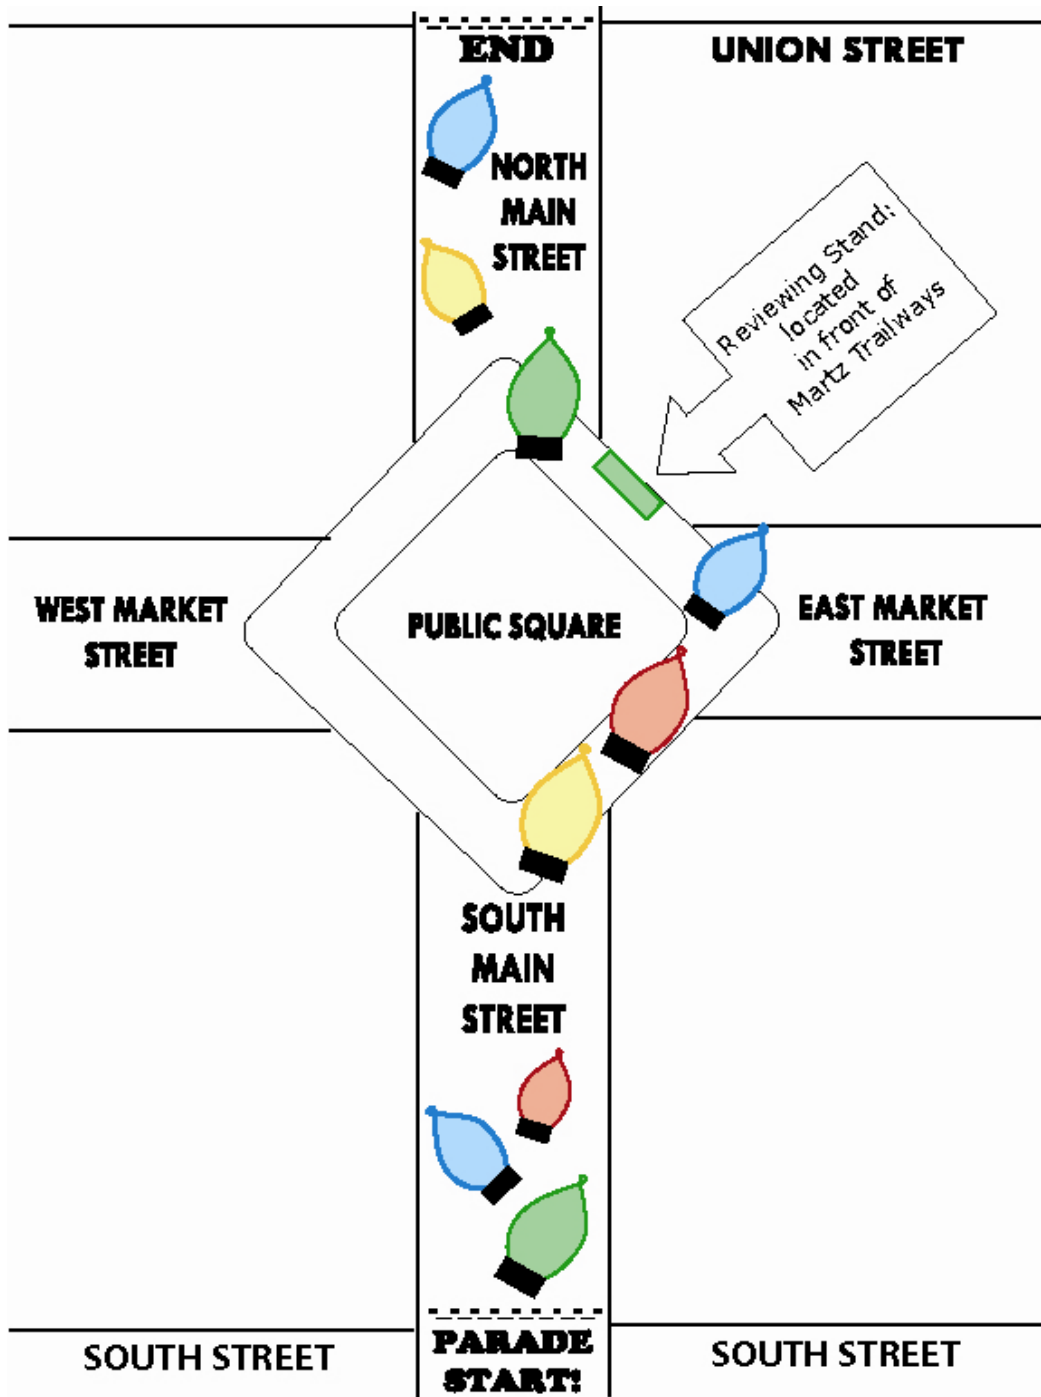 END
UNION STREET
NORTH
MAIN
STREET
Reviewing Stand:
located
in front of
Martz Trailways
WEST MARKET
STREET
PUBLIC SQUARE
EAST MARKET
STREET
SOUTH
MAIN
STREET
PARADE
START!
SOUTH STREET
SOUTH STREET